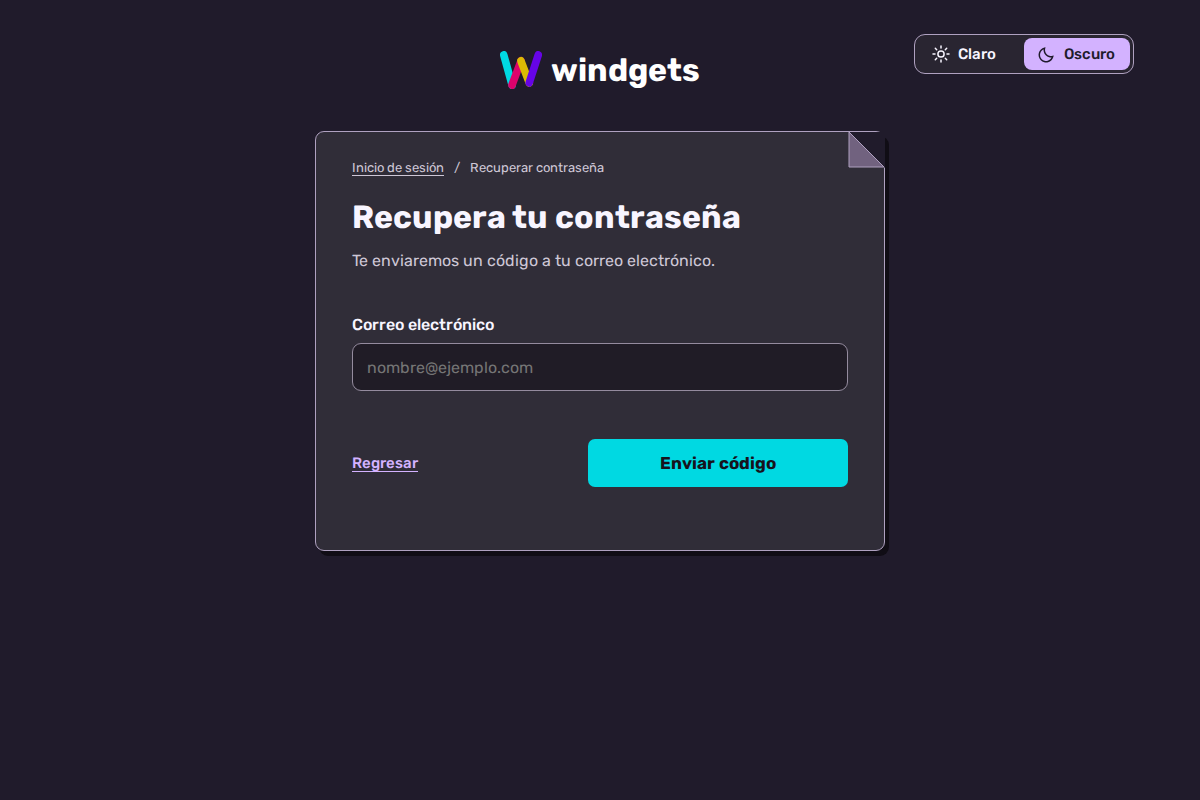 windgets
Claro
Oscuro
Inicio de sesión / Recuperar contraseña
Recupera tu contraseña
Te enviaremos un código a tu correo electrónico.
Correo electrónico
nombre@ejemplo.com
Regresar
Enviar código